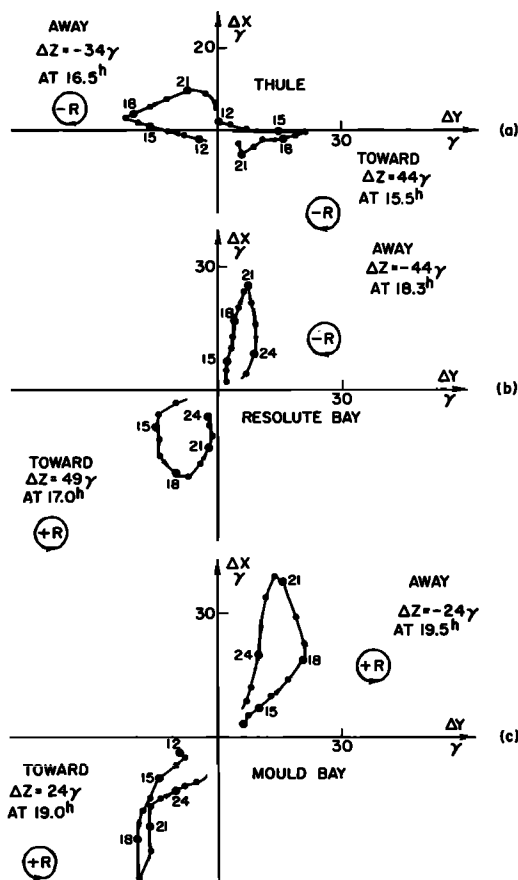 AWAY
ΔZ=-34γ
AT 16.5h
-R
ΔX
γ
20
21
18
15
12
12
15
18
21
THULE
ΔY
γ
30
(a)
TOWARD
ΔZ=44γ
AT 15.5h
-R
ΔX
γ
30
21
18
15
24
AWAY
ΔZ=-44γ
AT 18.3h
-R
ΔY
γ
30
(b)
RESOLUTE BAY
15
24
21
18
TOWARD
ΔZ=49γ
AT 17.0h
+R
ΔX
γ
30
21
24
18
15
AWAY
ΔZ=-24γ
AT 19.5h
+R
ΔY
γ
30
(c)
MOULD BAY
12
15
24
18
21
TOWARD
ΔZ=24γ
AT 19.0h
+R